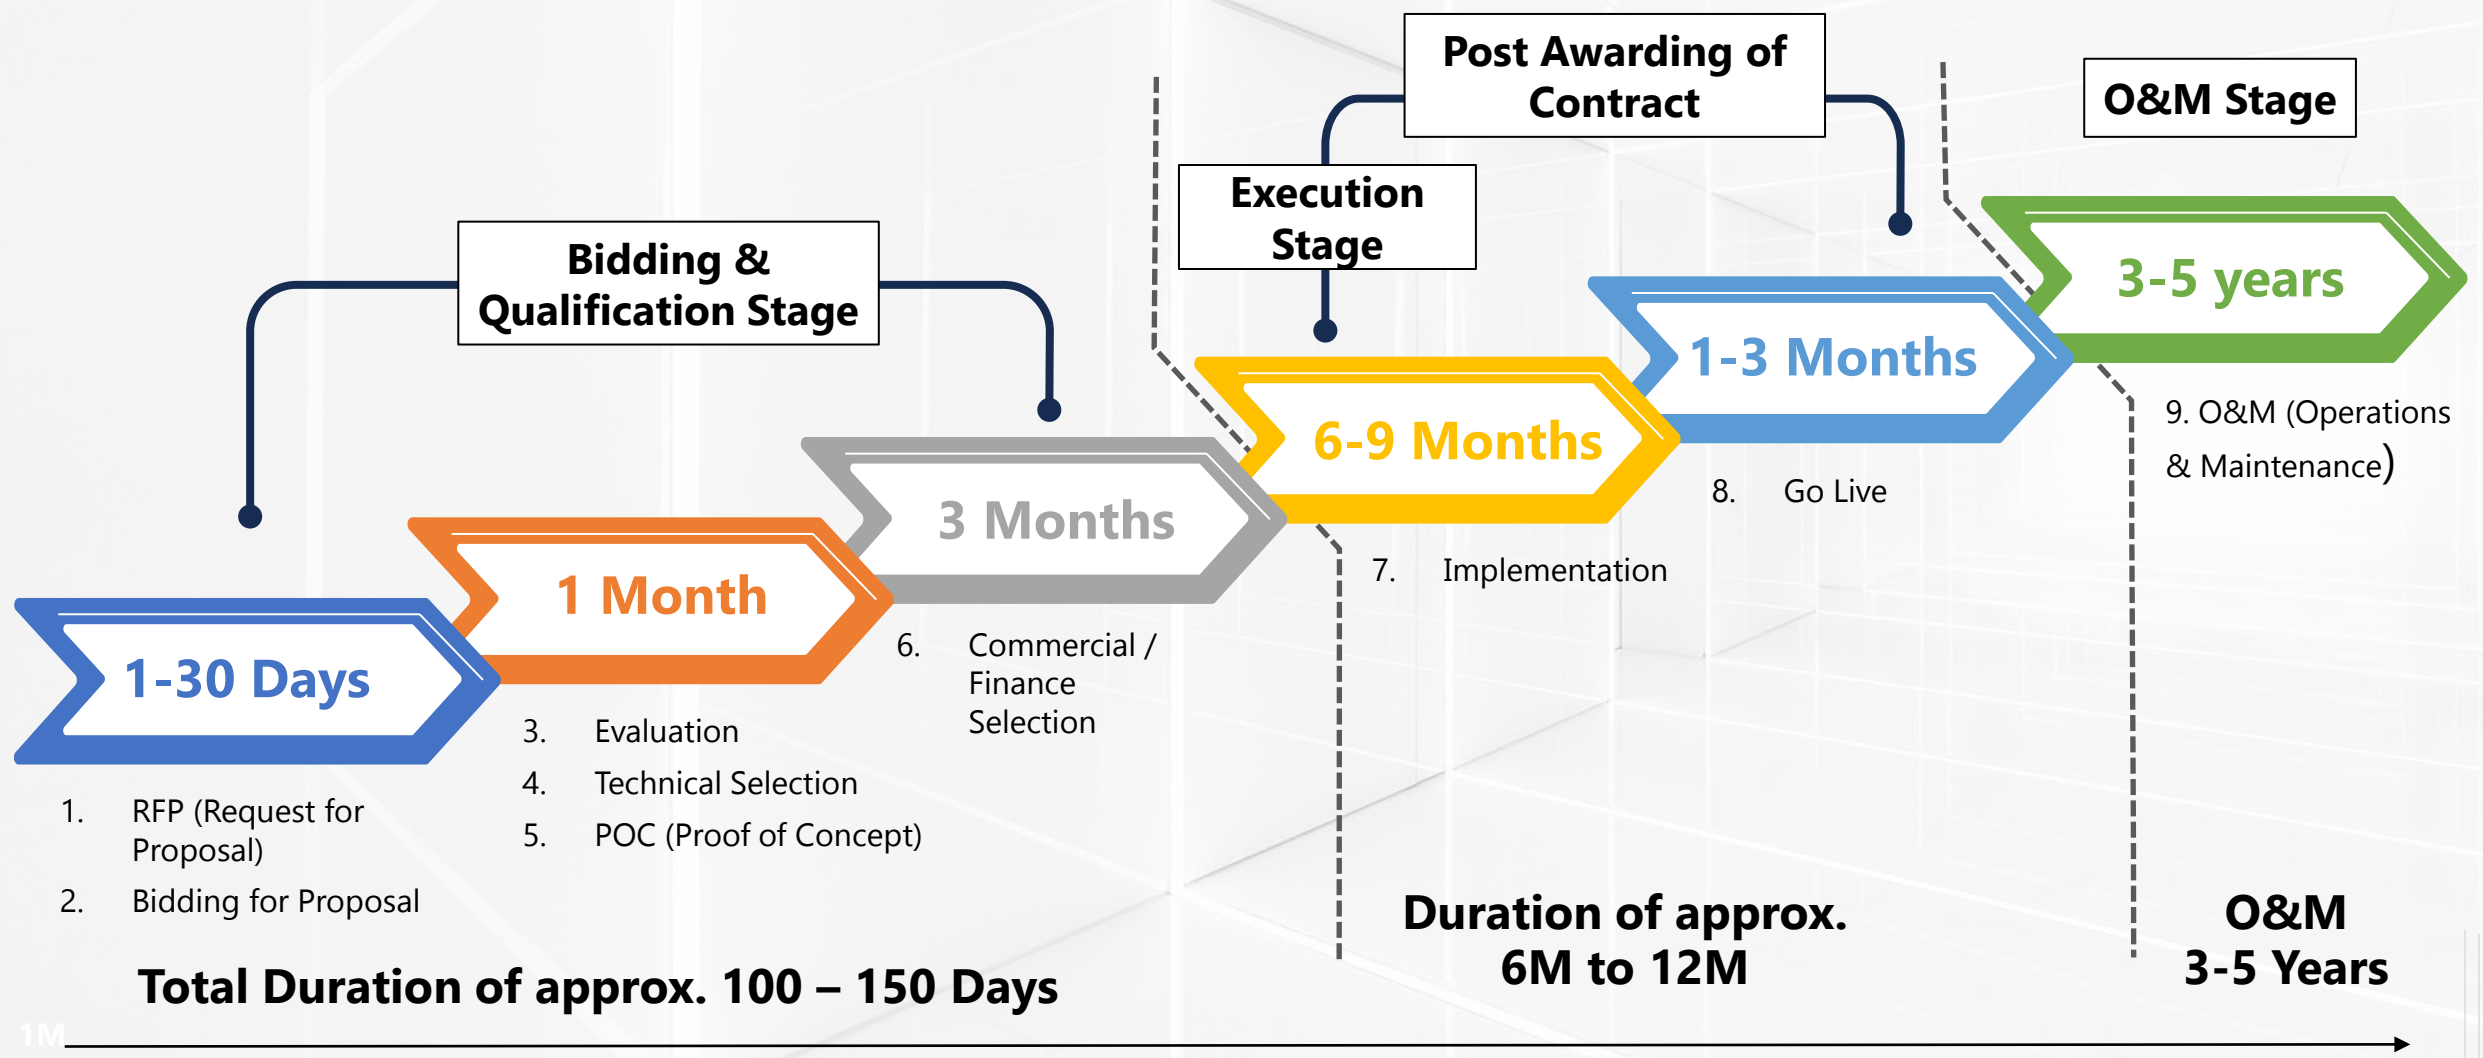 Post Awarding of
Contract
O&M Stage
Execution
Stage
Bidding &
Qualification Stage
3-5 years
1-3 Months
6-9 Months
3 Months
1 Month
1-30 Days
9. O&M (Operations
& Maintenance)
8. Go Live
7. Implementation
6. Commercial /
Finance
Selection
3. Evaluation
4. Technical Selection
5. POC (Proof of Concept)
1. RFP (Request for
Proposal)
2. Bidding for Proposal
Total Duration of approx. 100 – 150 Days
Duration of approx.
6M to 12M
O&M
3-5 Years
1M